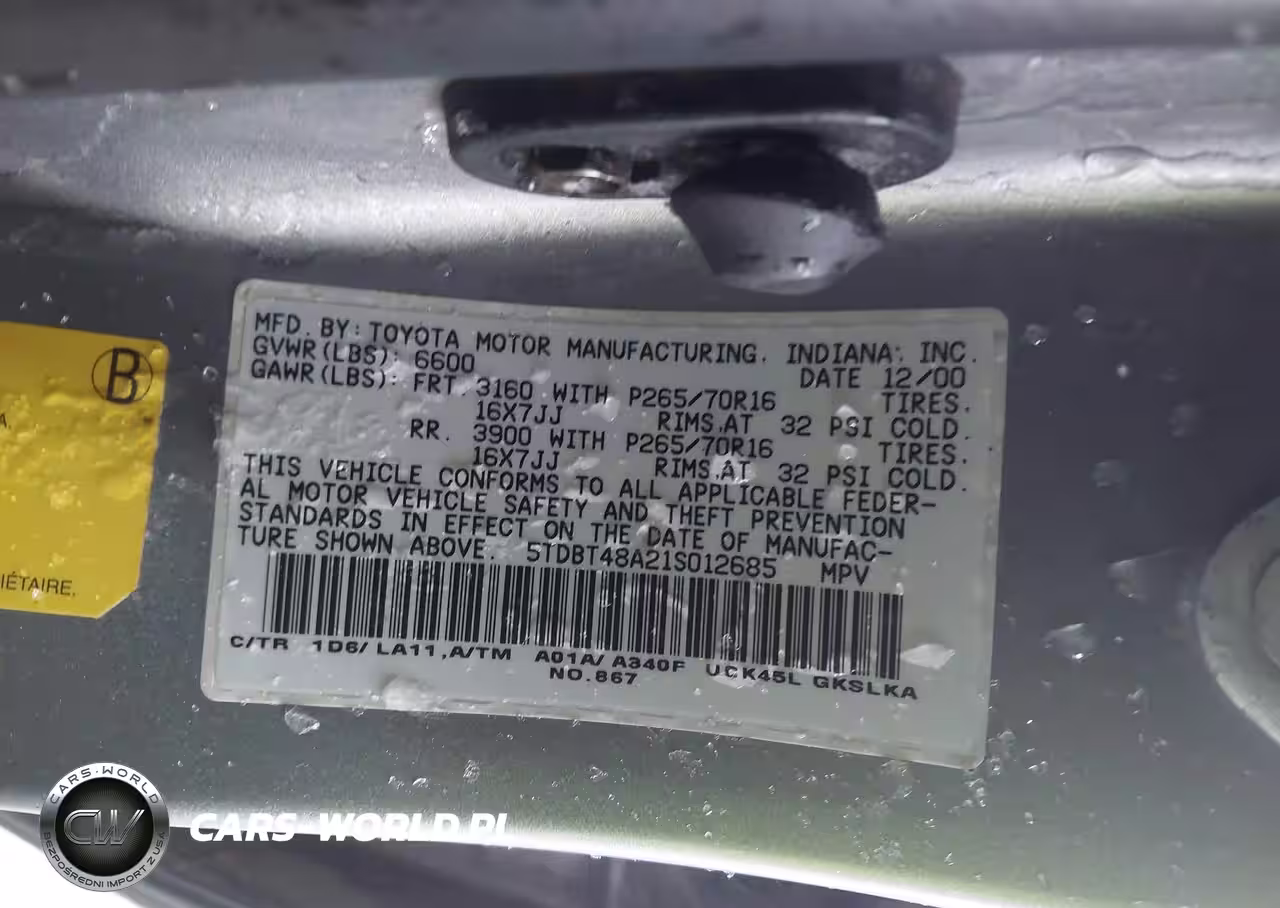 B
A,
IÉTAIRE,
MFD. BY: TOYOTA MOTOR MANUFACTURING. INDIANA. INC.
GVWR(LBS): 6600 DATE 12/00
GAWR(LBS): FRT. 3160 WITH P265/70R16 TIRES.
16X7JJ RIMS.AT 32 PSI COLD.
RR. 3900 WITH P265/70R16 TIRES.
16X7JJ RIMS.AT 32 PSI COLD.
THIS VEHICLE CONFORMS TO ALL APPLICABLE FEDER-
AL MOTOR VEHICLE SAFETY AND THEFT PREVENTION
STANDARDS IN EFFECT ON THE DATE OF MANUFAC-
TURE SHOWN ABOVE. 5TDBT48A21S012685 MPV
C/TR 1D6/LA11,A/TM A01A/A340F UCK45L GKSLKA
NO.867
CARS-WORLD
CW
BEZPOŚREDNI IMPORT Z USA
CARS-WORLD.PL